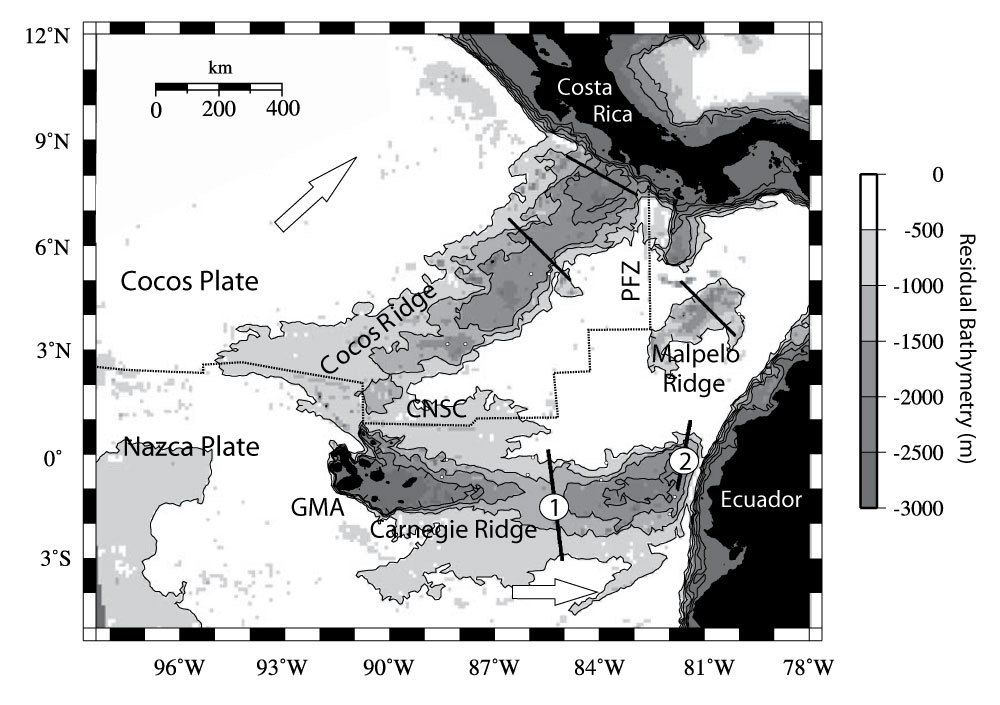 12°N
9°N
6°N
3°N
0°
3°S
km
0 200 400
Costa
Rica
Cocos Plate
PFZ
Cocos Ridge
Malpelo
Ridge
CNSC
Nazca Plate
2
GMA
1
Ecuador
Carnegie Ridge
96°W 93°W 90°W 87°W 84°W 81°W 78°W
0
-500
-1000
-1500
-2000
-2500
-3000
Residual Bathymetry (m)